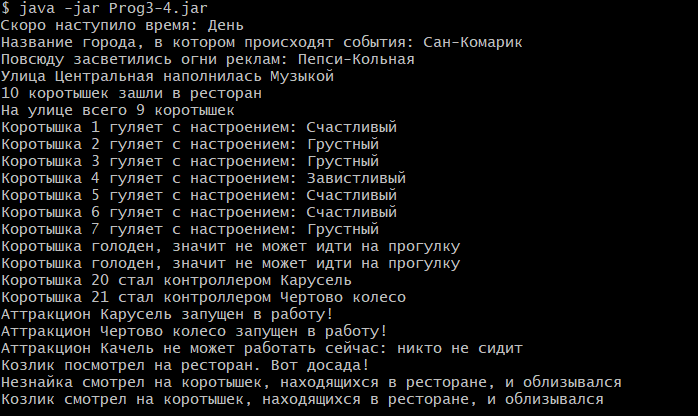 $ java -jar Prog3-4.jar
Скоро наступило время: День
Название города, в котором происходят события: Сан-Комарик
Повсюду засветились огни реклам: Пепси-Кольная
Улица Центральная наполнилась Музыкой
10 коротышек зашли в ресторан
На улице всего 9 коротышек
Коротышка 1 гуляет с настроением: Счастливый
Коротышка 2 гуляет с настроением: Грустный
Коротышка 3 гуляет с настроением: Грустный
Коротышка 4 гуляет с настроением: Завистливый
Коротышка 5 гуляет с настроением: Счастливый
Коротышка 6 гуляет с настроением: Счастливый
Коротышка 7 гуляет с настроением: Грустный
Коротышка голоден, значит не может идти на прогулку
Коротышка голоден, значит не может идти на прогулку
Коротышка 20 стал контроллером Карусель
Коротышка 21 стал контроллером Чертово колесо
Аттракцион Карусель запущен в работу!
Аттракцион Чертово колесо запущен в работу!
Аттракцион Качель не может работать сейчас: никто не сидит
Козлик посмотрел на ресторан. Вот досада!
Незнайка смотрел на коротышек, находящихся в ресторане, и облизывался
Козлик смотрел на коротышек, находящихся в ресторане, и облизывался